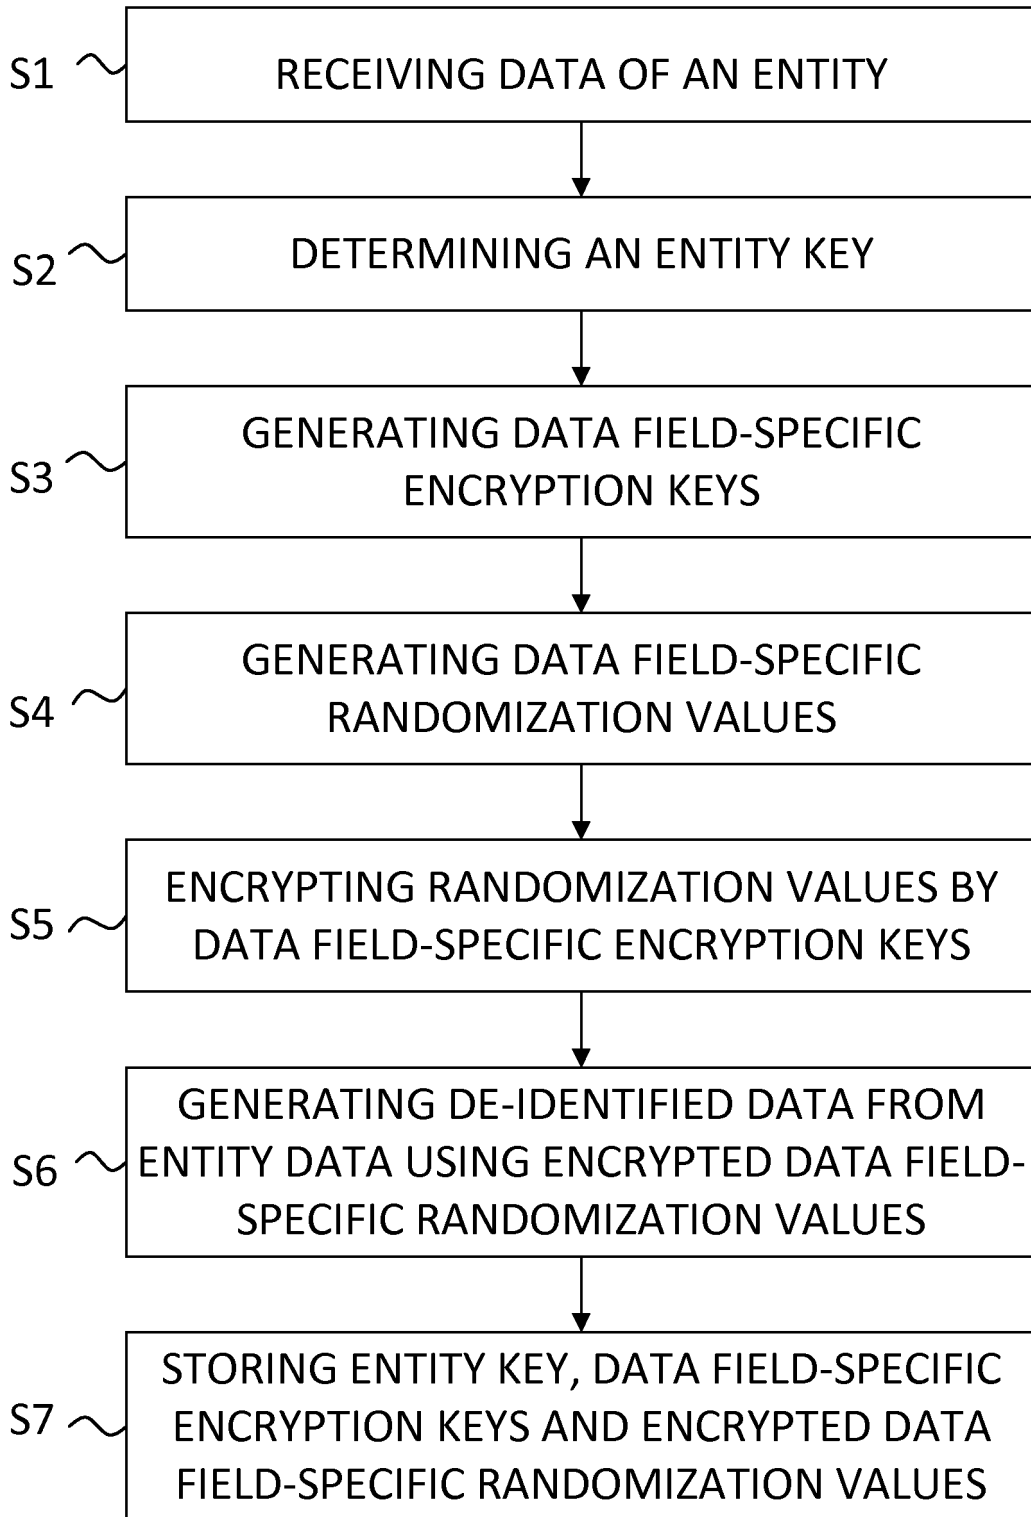 S1
RECEIVING DATA OF AN ENTITY
S2
DETERMINING AN ENTITY KEY
S3
GENERATING DATA FIELD-SPECIFIC
ENCRYPTION KEYS
S4
GENERATING DATA FIELD-SPECIFIC
RANDOMIZATION VALUES
S5
ENCRYPTING RANDOMIZATION VALUES BY
DATA FIELD-SPECIFIC ENCRYPTION KEYS
S6
GENERATING DE-IDENTIFIED DATA FROM
ENTITY DATA USING ENCRYPTED DATA FIELD-
SPECIFIC RANDOMIZATION VALUES
S7
STORING ENTITY KEY, DATA FIELD-SPECIFIC
ENCRYPTION KEYS AND ENCRYPTED DATA
FIELD-SPECIFIC RANDOMIZATION VALUES